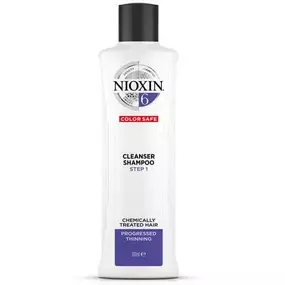 NIOXIN
6
COLOR SAFE
CLEANSER
SHAMPOO
STEP 1
CHEMICALLY
TREATED HAIR
PROGRESSED
THINNING